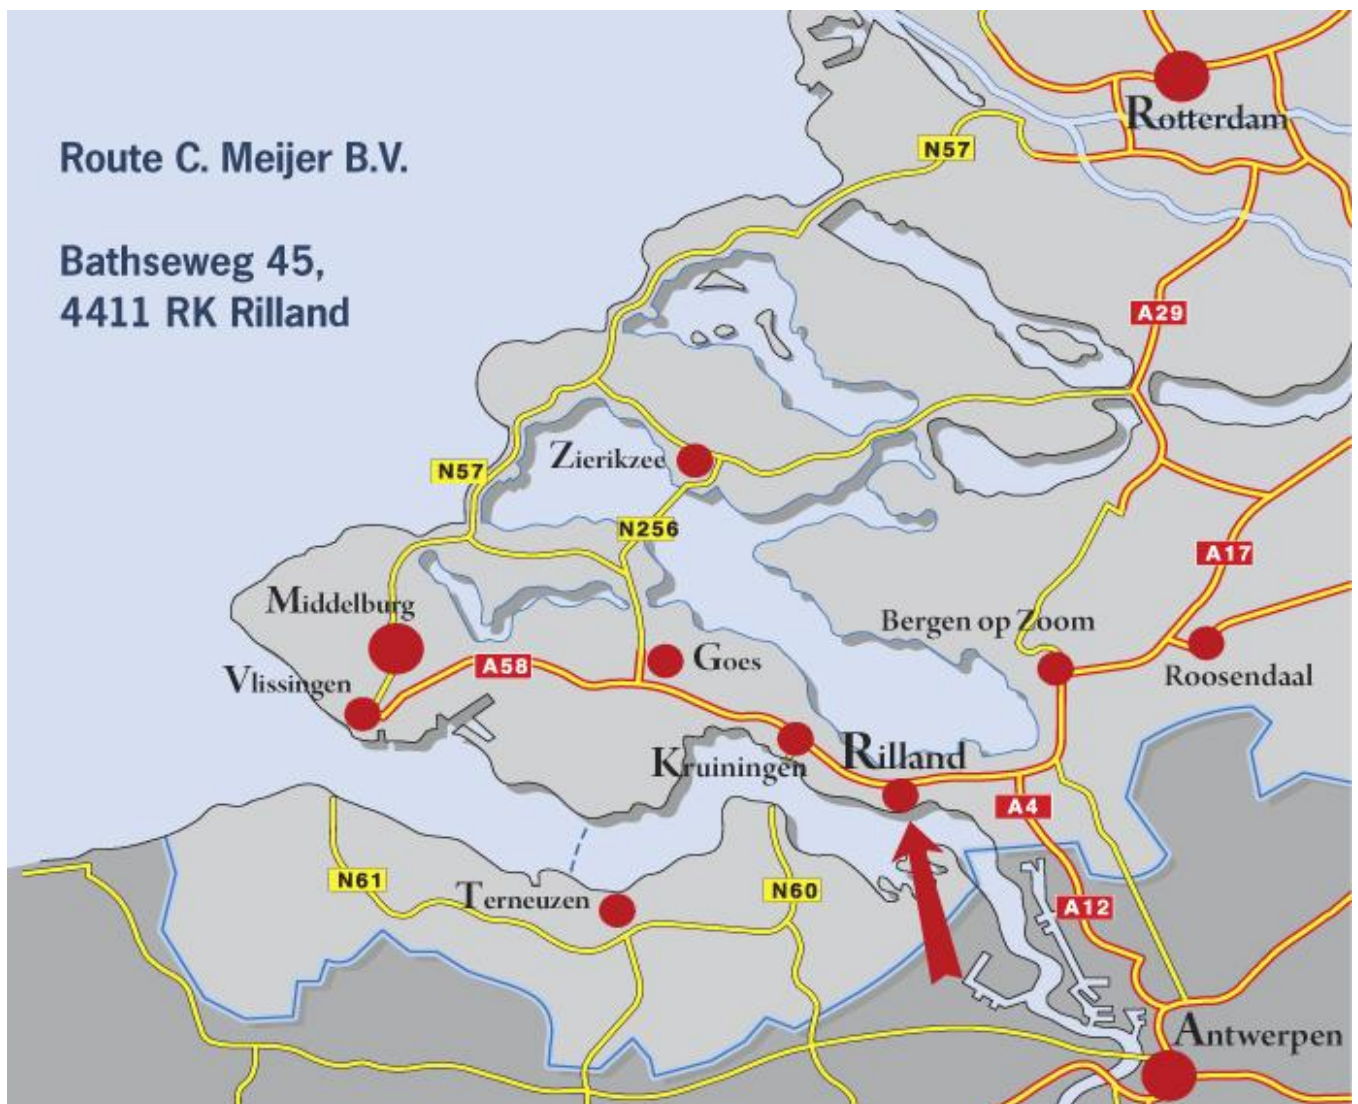 Rotterdam
N57
Route C. Meijer B.V.
Bathseweg 45,
4411 RK Rilland
A29
Zierikzee
N57
N256
A17
Middelburg
Bergen op Zoom
Goes
A58
Roosendaal
Vlissingen
Kruiningen
Rilland
A4
N61
Terneuzen
N60
A12
Antwerpen